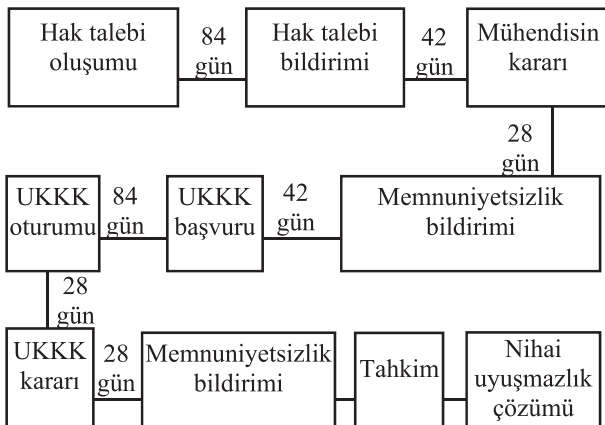 Hak talebi
oluşumu
84
gün
Hak talebi
bildirimi
42
gün
Mühendisin
kararı
28
gün
Memnuniyetsizlik
bildirimi
42
gün
UKKK
başvuru
84
gün
UKKK
oturumu
28
gün
UKKK
kararı
28
gün
Memnuniyetsizlik
bildirimi
Tahkim
Nihai
uyuşmazlık
çözümü